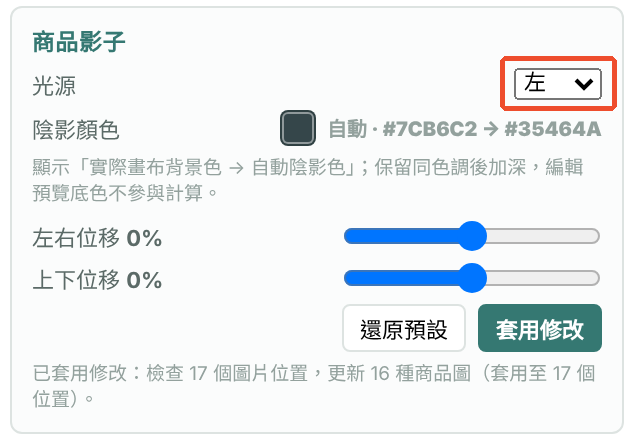 商品影子
光源
左
陰影顏色
自動 · #7CB6C2 → #35464A
顯示「實際畫布背景色 → 自動陰影色」；保留同色調後加深，編輯
預覽底色不參與計算。
左右位移 0%
上下位移 0%
還原預設
套用修改
已套用修改：檢查 17 個圖片位置，更新 16 種商品圖（套用至 17 個
位置）。